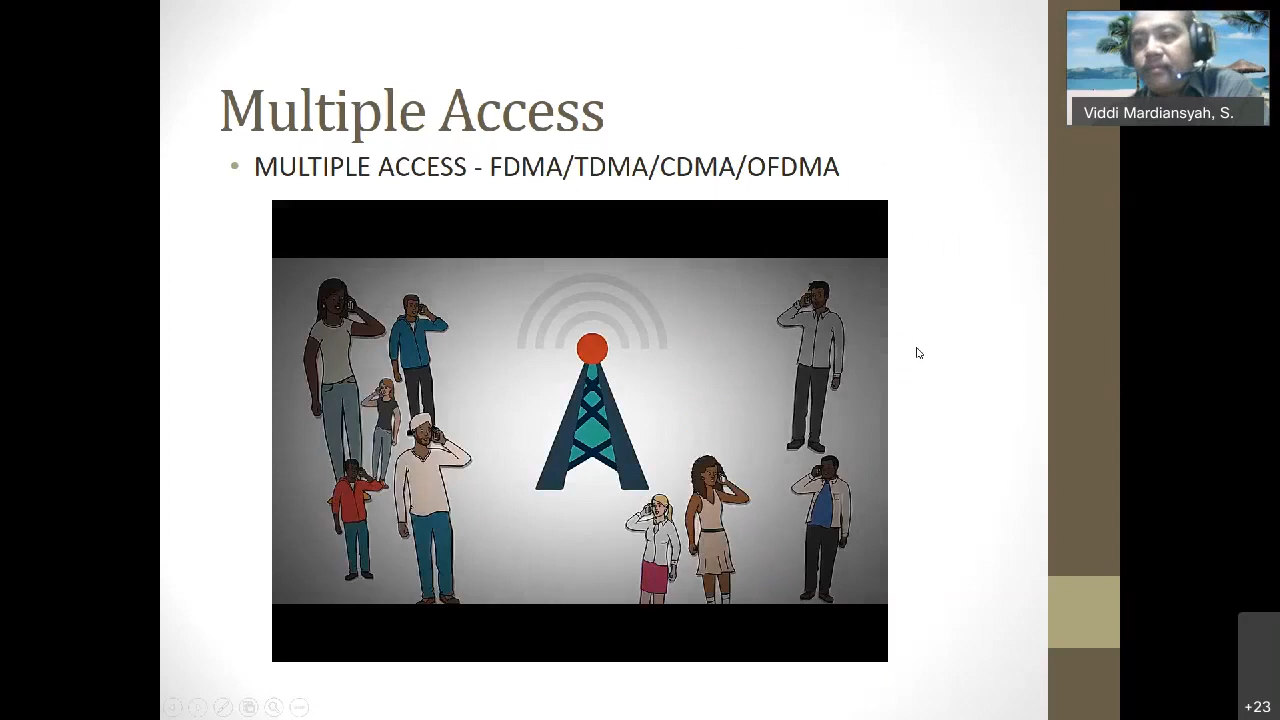 Multiple Access
• MULTIPLE ACCESS - FDMA/TDMA/CDMA/OFDMA
Viddi Mardiansyah, S.
+23